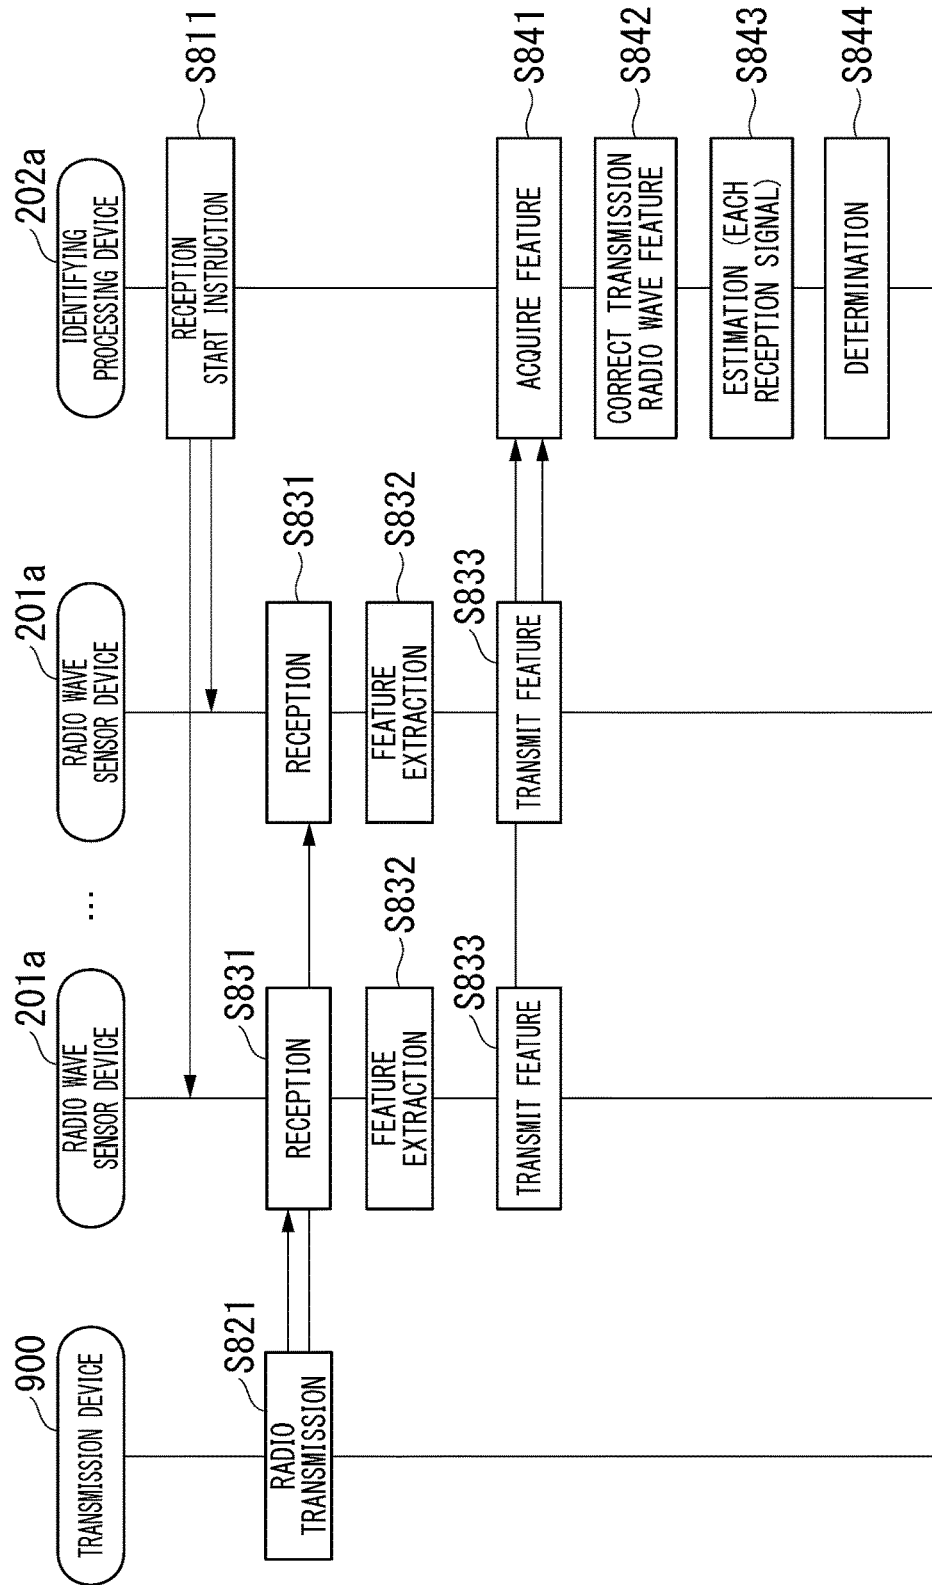 900
TRANSMISSION DEVICE
201a
RADIO WAVE
SENSOR DEVICE
...
201a
RADIO WAVE
SENSOR DEVICE
202a
IDENTIFYING
PROCESSING DEVICE
S811
RECEPTION
START INSTRUCTION
S821
RADIO
TRANSMISSION
S831
RECEPTION
S831
RECEPTION
S832
FEATURE
EXTRACTION
S832
FEATURE
EXTRACTION
S833
TRANSMIT FEATURE
S833
TRANSMIT FEATURE
S841
ACQUIRE FEATURE
S842
CORRECT TRANSMISSION
RADIO WAVE FEATURE
S843
ESTIMATION (EACH
RECEPTION SIGNAL)
S844
DETERMINATION